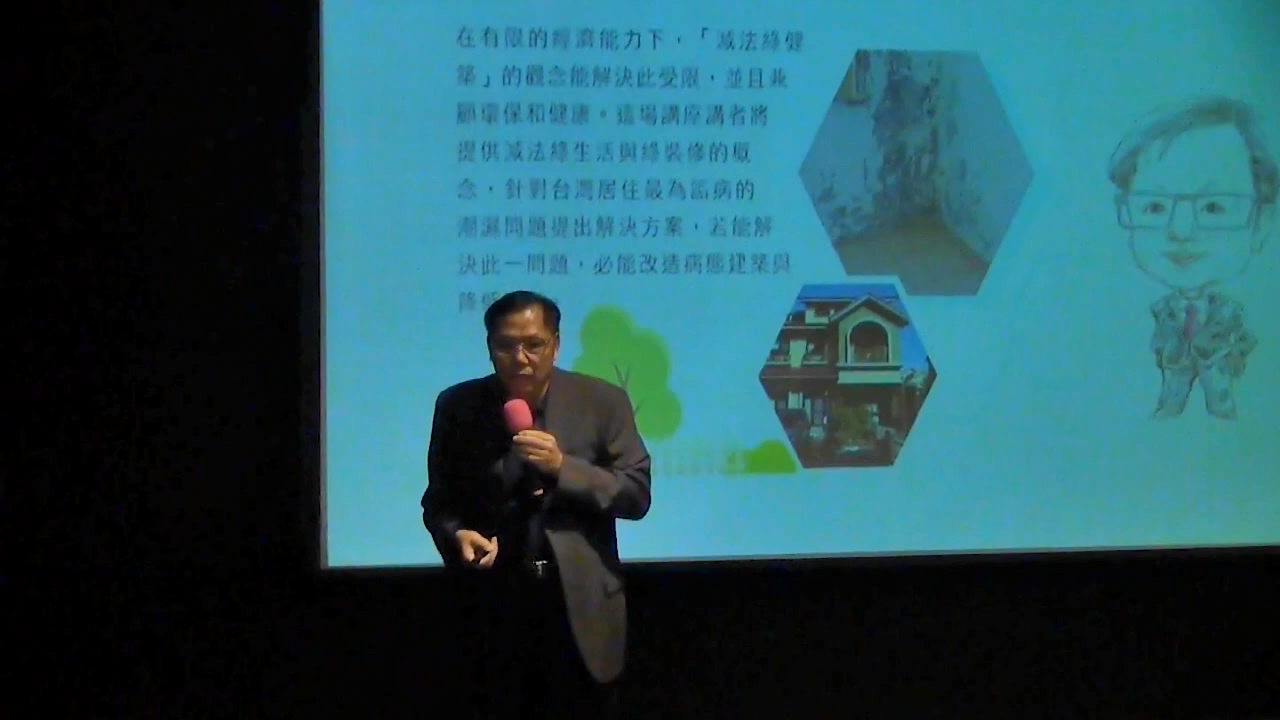 在有限的經濟能力下，「減法綠健
築」的觀念能解決此受限，並且兼
顧環保和健康。這場講座講者將
提供減法綠生活與綠裝修的概
念，針對台灣居住最為詬病的
潮漏問題提出解決方案，若能解
決此一問題，必能改造病態建築與
降低